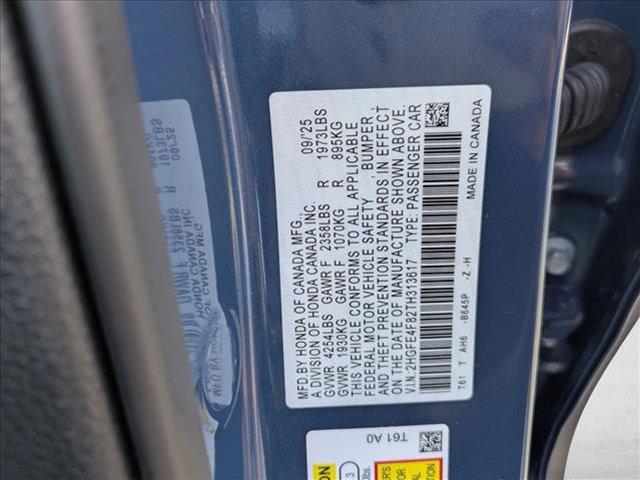 MFD BY HONDA OF CANADA MFG. 09/25
A DIVISION OF HONDA CANADA INC.
GVWR 4254LBS GAWR F 2358LBS R 1973LBS
GVWR 1930KG GAWR F 1070KG R 895KG
THIS VEHICLE CONFORMS TO ALL APPLICABLE
FEDERAL MOTOR VEHICLE SAFETY, BUMPER
AND THEFT PREVENTION STANDARDS IN EFFECT
ON THE DATE OF MANUFACTURE SHOWN ABOVE.
V.I.N:2HGFE4F82TH313617 TYPE: PASSENGER CAR
T61 T AH6 -B645P -Z -H
MADE IN CANADA
T61 A0
3